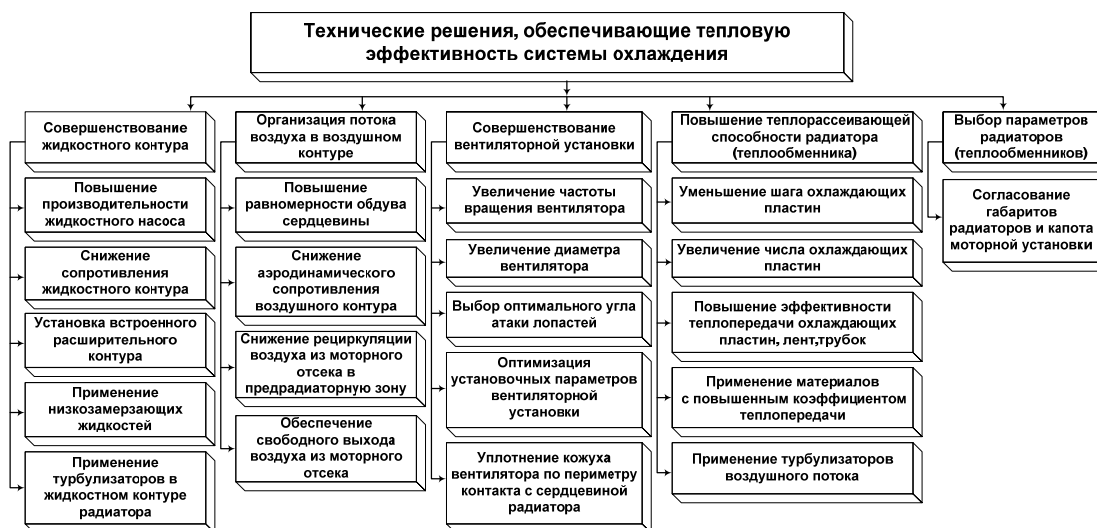 Технические решения, обеспечивающие тепловую
эффективность системы охлаждения
Совершенствование
жидкостного контура
Повышение
производительности
жидкостного насоса
Снижение
сопротивления
жидкостного контура
Установка встроенного
расширительного
контура
Применение
низкозамерзающих
жидкостей
Применение
турбулизаторов в
жидкостном контуре
радиатора
Организация потока
воздуха в воздушном
контуре
Повышение
равномерности обдува
сердцевины
Снижение
аэродинамического
сопротивления
воздушного контура
Снижение рециркуляции
воздуха из моторного
отсека в
предрадиаторную зону
Обеспечение
свободного выхода
воздуха из моторного
отсека
Совершенствование
вентиляторной установки
Увеличение частоты
вращения вентилятора
Увеличение диаметра
вентилятора
Выбор оптимального угла
атаки лопастей
Оптимизация
установочных параметров
вентиляторной
установки
Уплотнение кожуха
вентилятора по периметру
контакта с сердцевиной
радиатора
Повышение теплорассеивающей
способности радиатора
(теплообменника)
Уменьшение шага охлаждающих
пластин
Увеличение числа охлаждающих
пластин
Повышение эффективности
теплопередачи охлаждающих
пластин, лент,трубок
Применение материалов
с повышенным коэффициентом
теплопередачи
Применение турбулизаторов
воздушного потока
Выбор параметров
радиаторов
(теплообменников)
Согласование
габаритов
радиаторов и капота
моторной установки